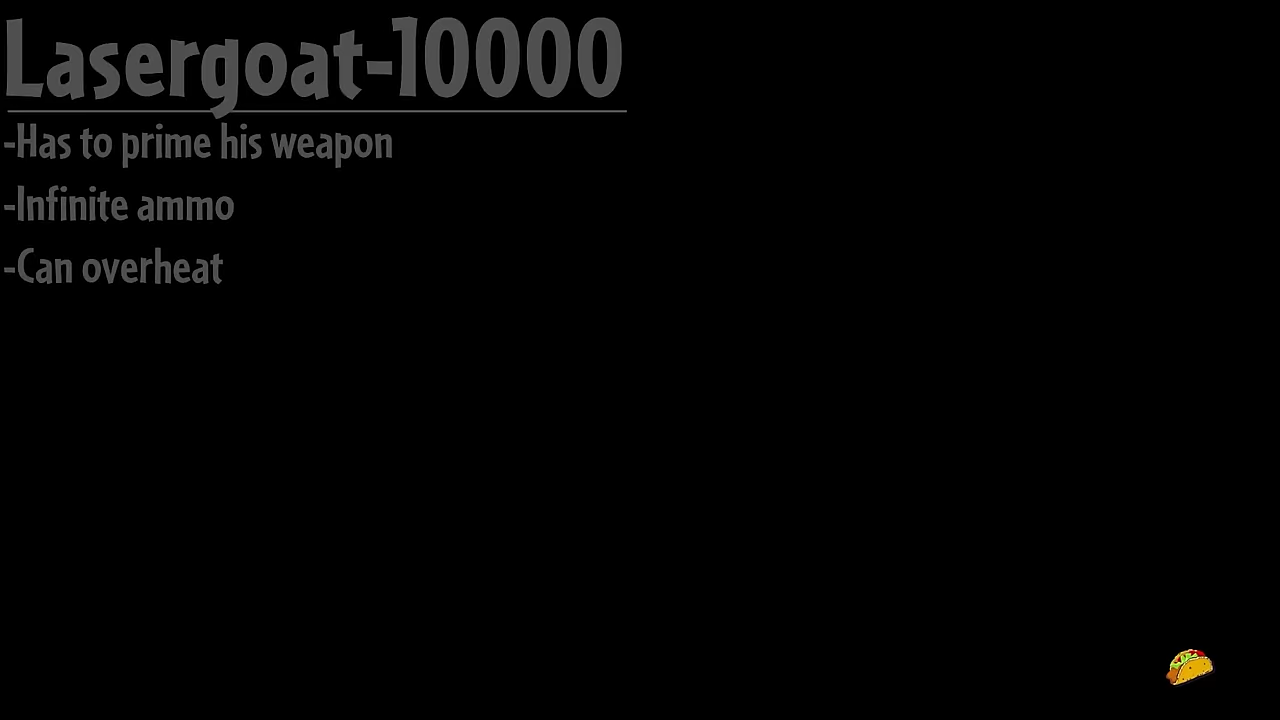 Lasergoat-10000
-Has to prime his weapon
-Infinite ammo
-Can overheat